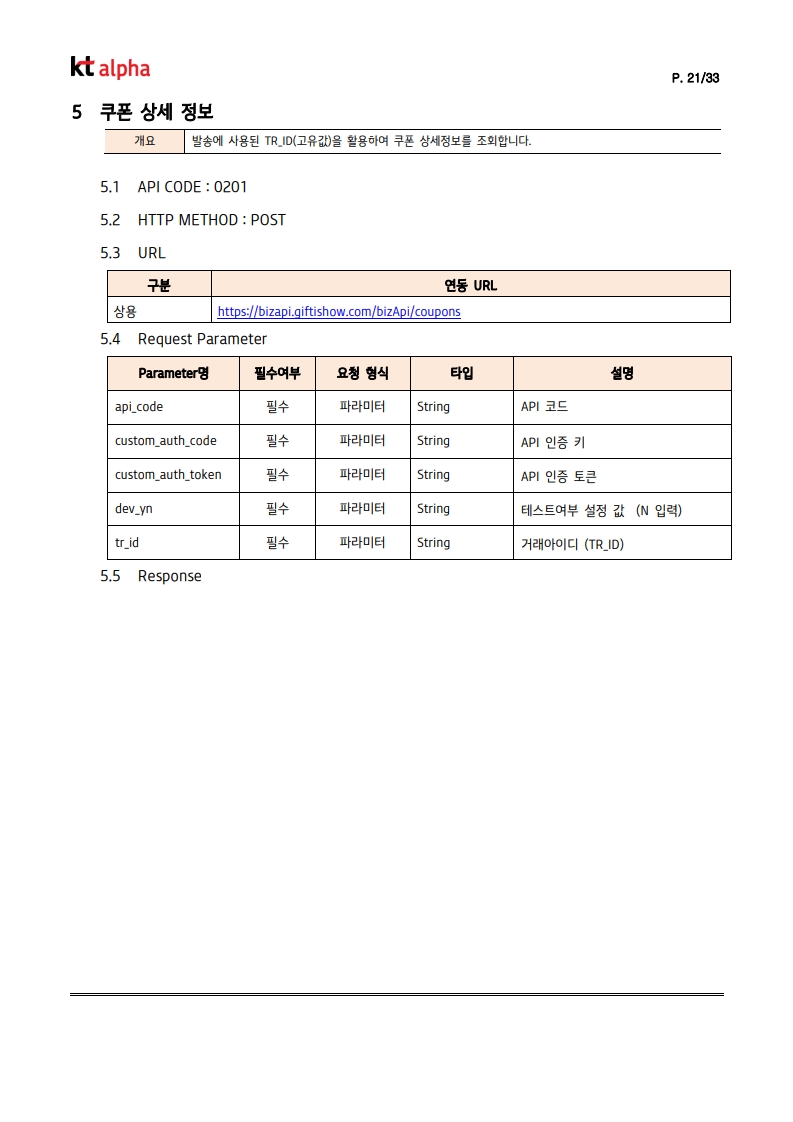 kt alpha
P. 21/33
5 쿠폰 상세 정보
개요 발송에 사용된 TR_ID(고유값)을 활용하여 쿠폰 상세정보를 조회합니다.
5.1 API CODE : 0201
5.2 HTTP METHOD : POST
5.3 URL
구분 연동 URL
상용 https://bizapi.giftishow.com/bizApi/coupons
5.4 Request Parameter
Parameter명 필수여부 요청 형식 타입 설명
api_code 필수 파라미터 String API 코드
custom_auth_code 필수 파라미터 String API 인증 키
custom_auth_token 필수 파라미터 String API 인증 토큰
dev_yn 필수 파라미터 String 테스트여부 설정 값 (N 입력)
tr_id 필수 파라미터 String 거래아이디 (TR_ID)
5.5 Response